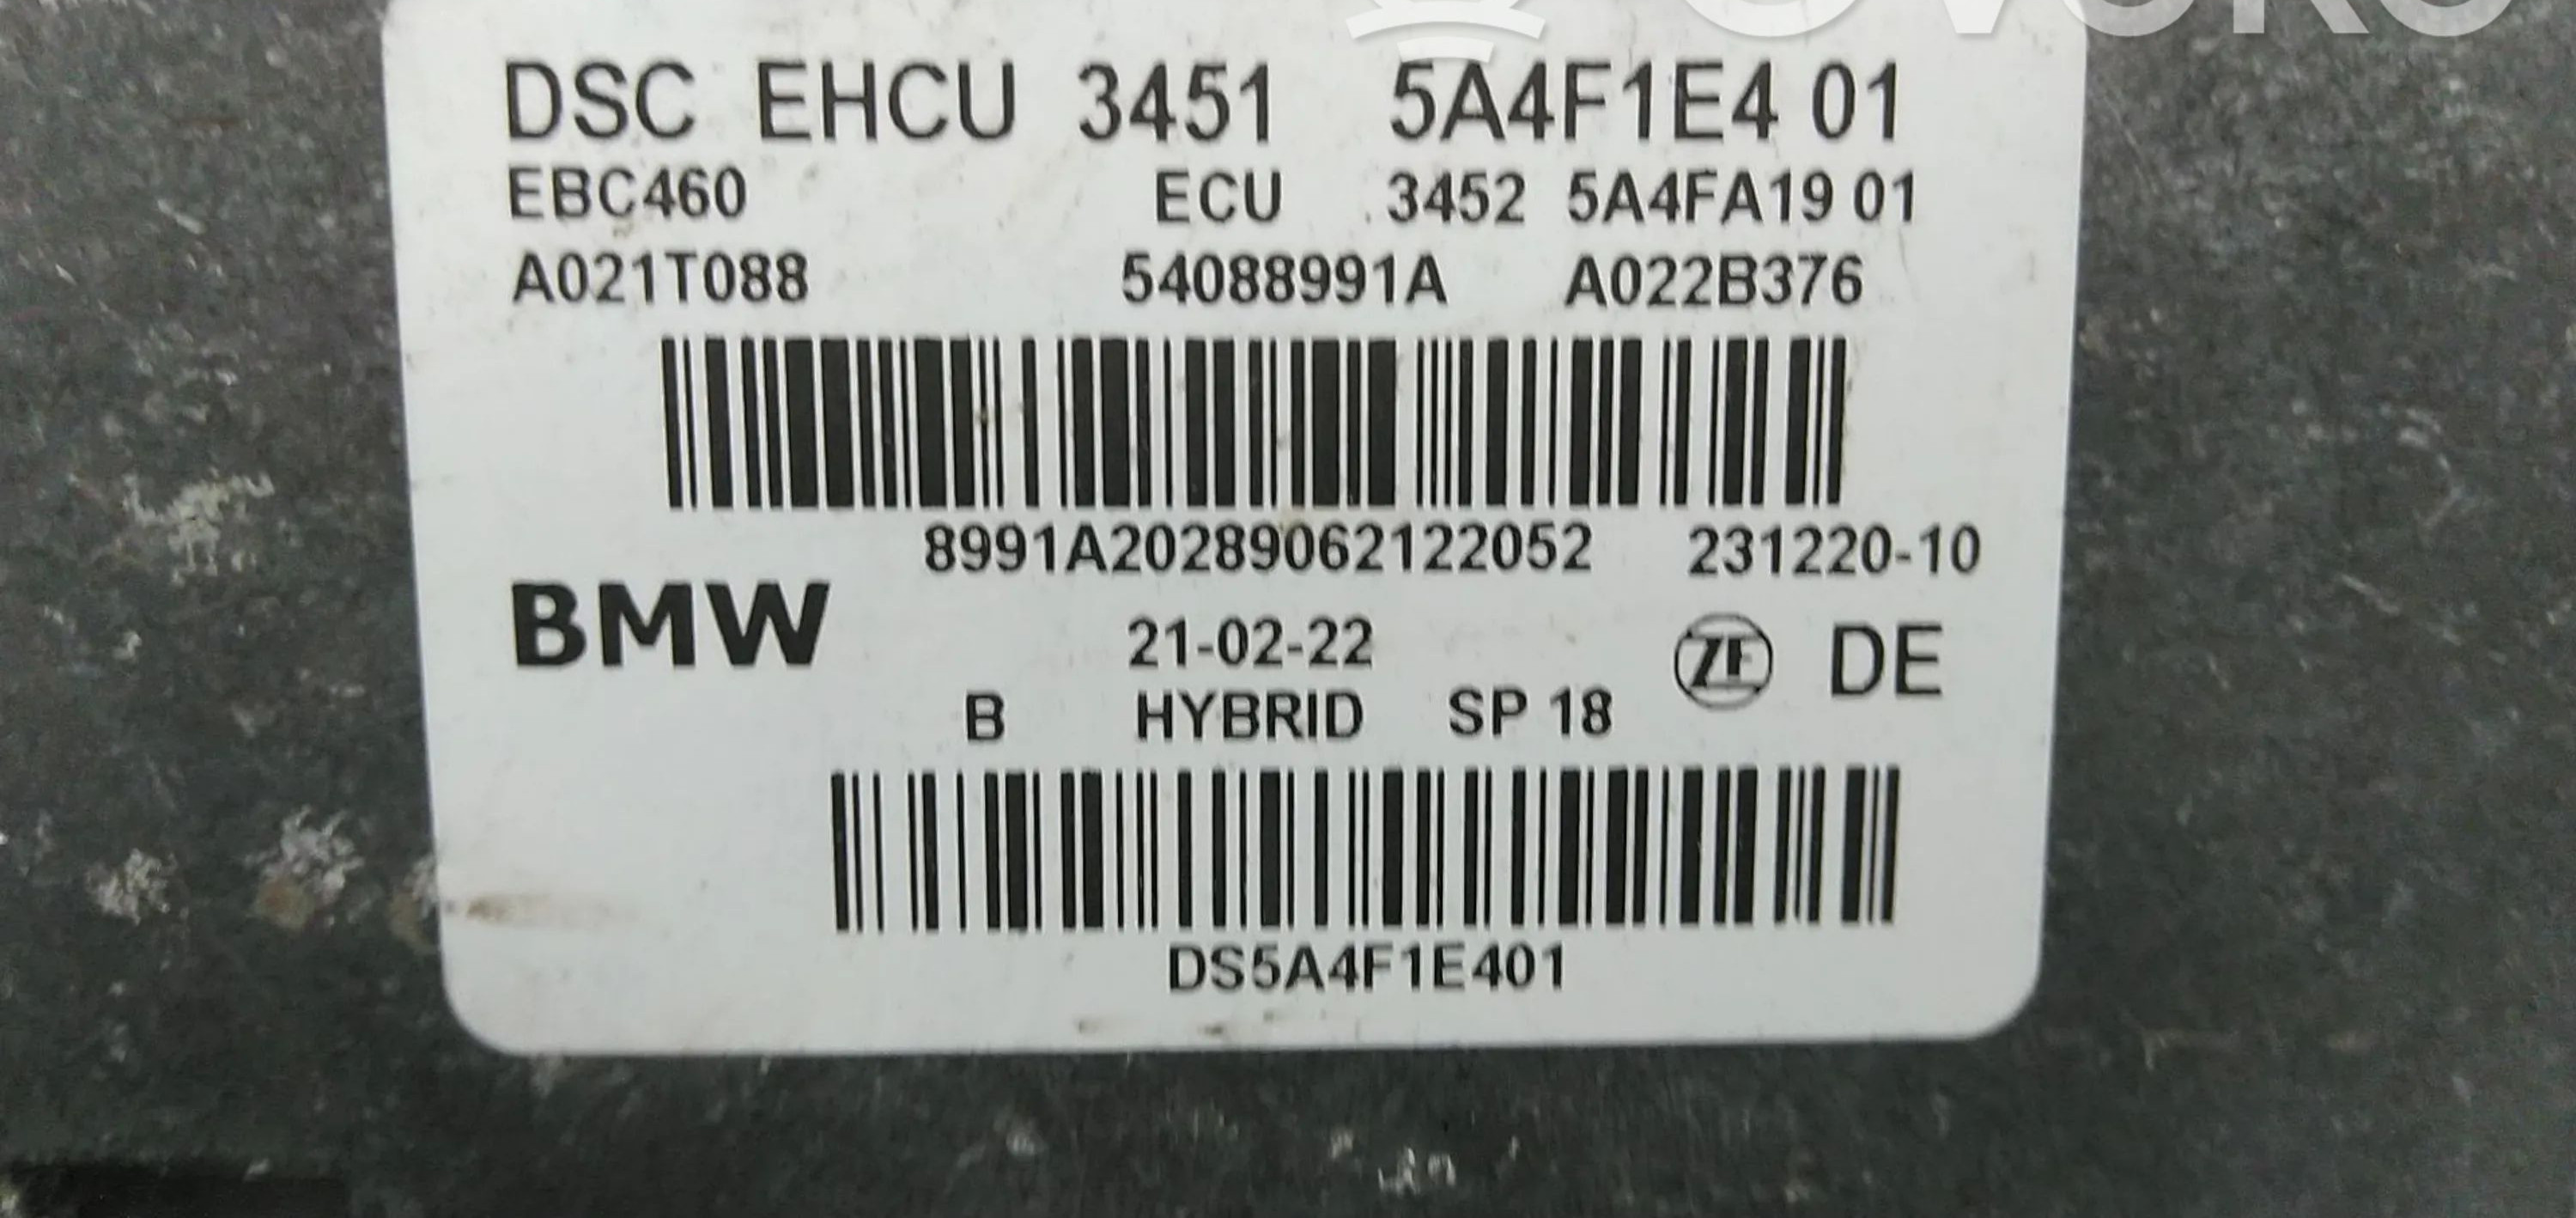 DSC EHCU 3451 5A4F1E4 01
EBC460 ECU 3452 5A4FA19 01
A021T088 54088991A A022B376
8991A20289062122052 231220-10
BMW 21-02-22 ZF DE
B HYBRID SP 18
DS5A4F1E401